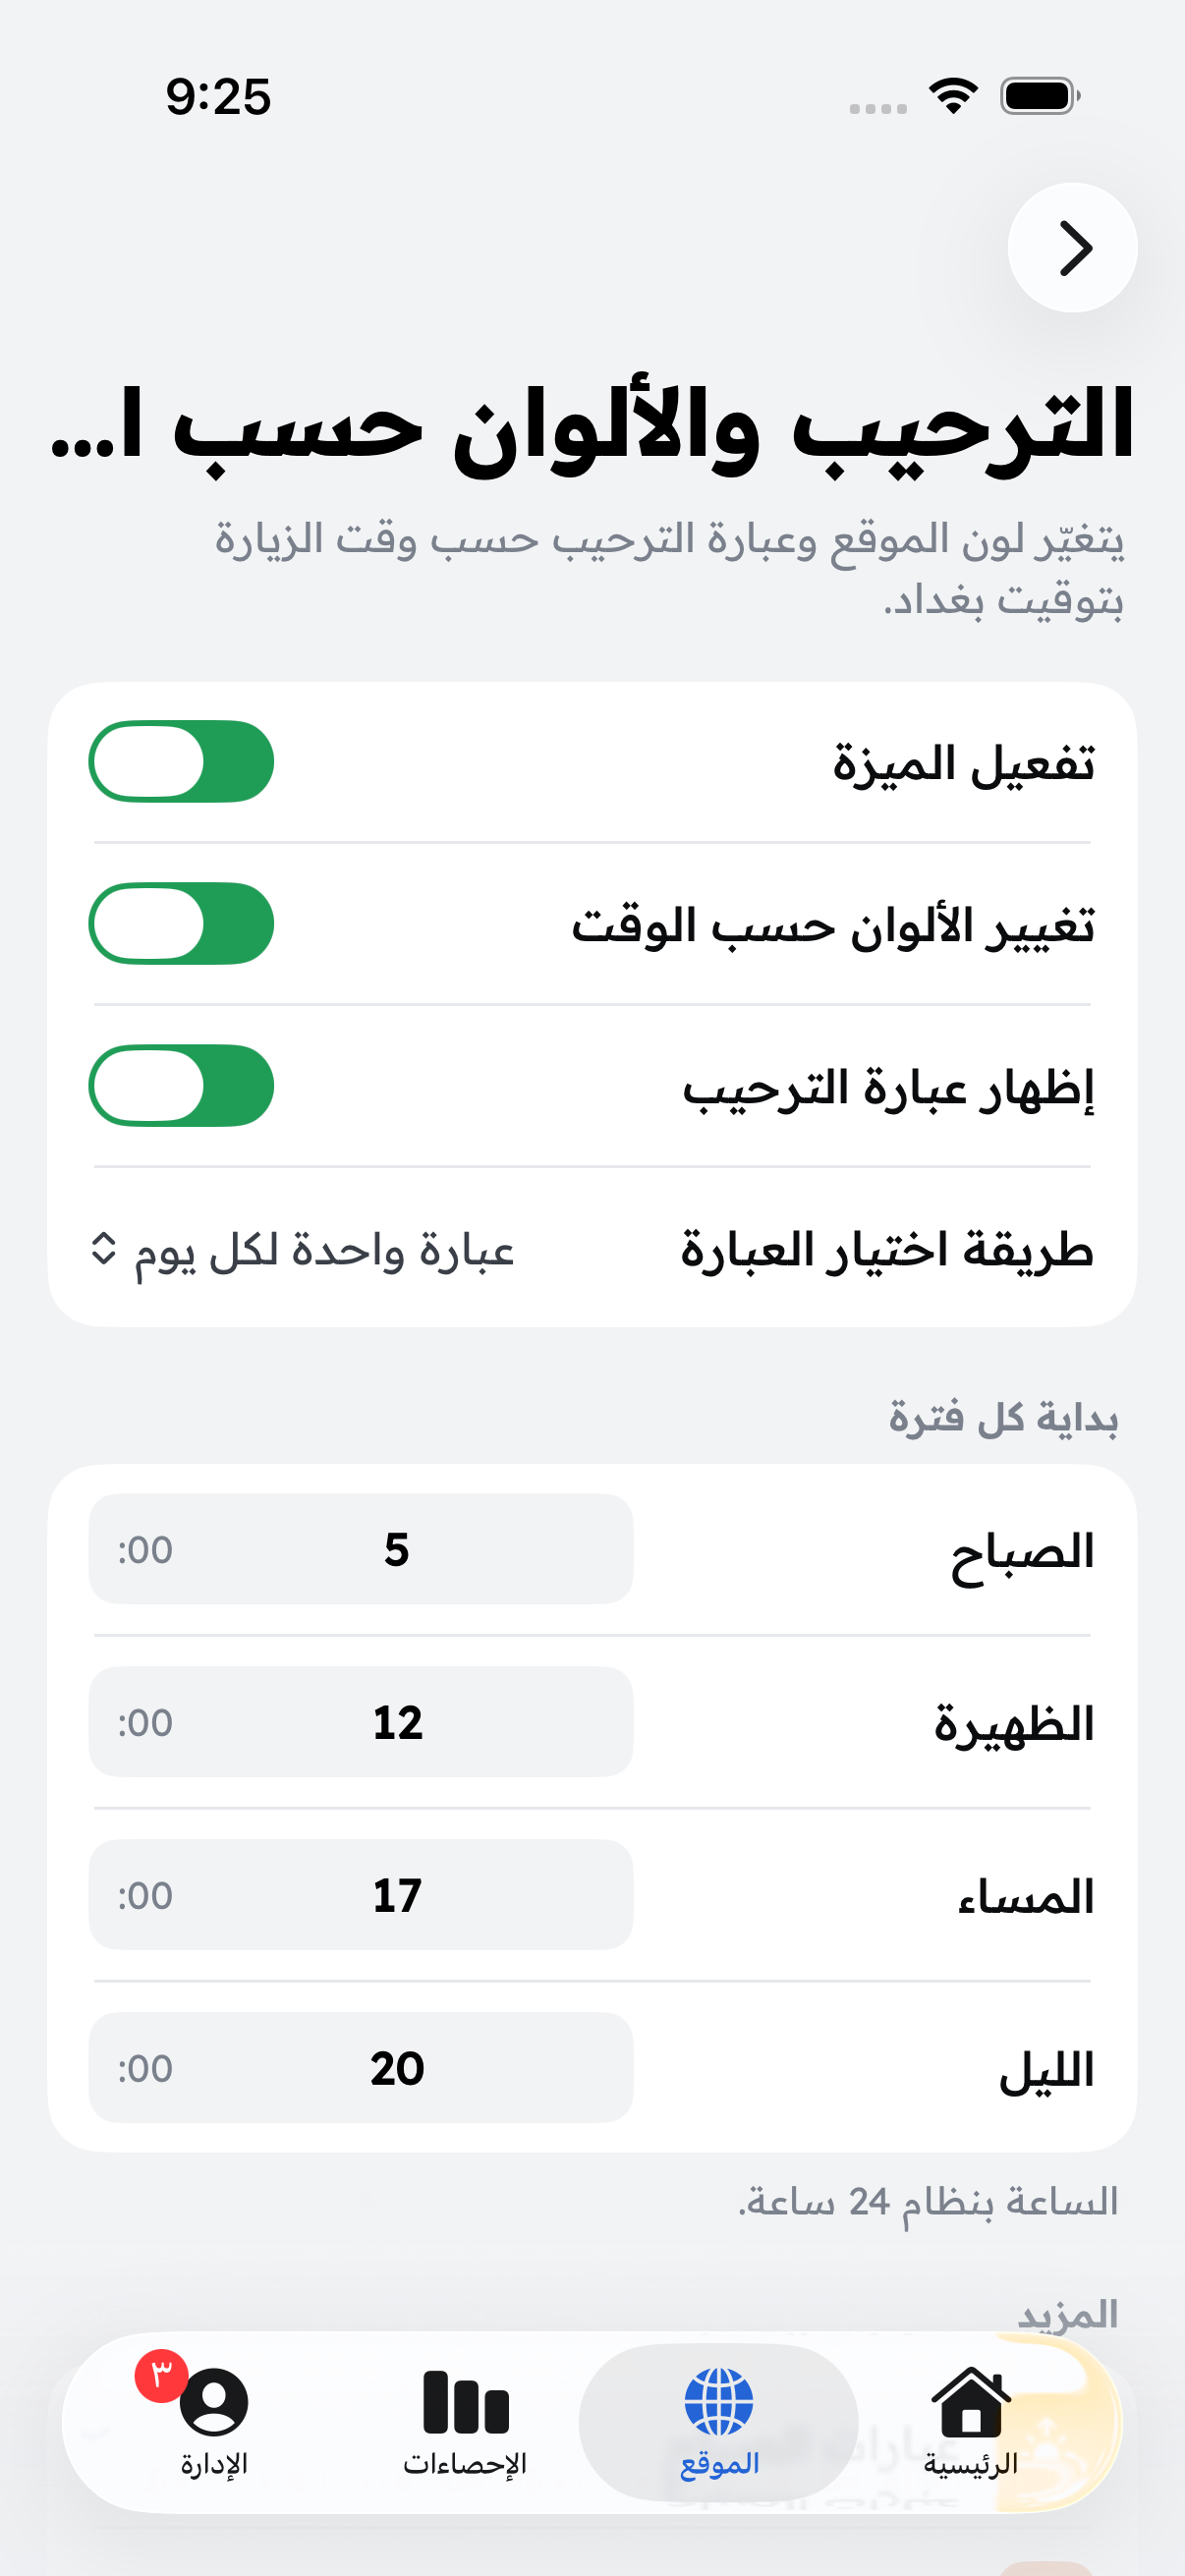 9:25
الترحيب والألوان حسب ا...
يتغيّر لون الموقع وعبارة الترحيب حسب وقت الزيارة
بتوقيت بغداد.
تفعيل الميزة
تغيير الألوان حسب الوقت
إظهار عبارة الترحيب
طريقة اختيار العبارة عبارة واحدة لكل يوم
بداية كل فترة
الصباح 5 :00
الظهيرة 12 :00
المساء 17 :00
الليل 20 :00
الساعة بنظام 24 ساعة.
المزيد
٣
الرئيسية الموقع الإحصاءات الإدارة